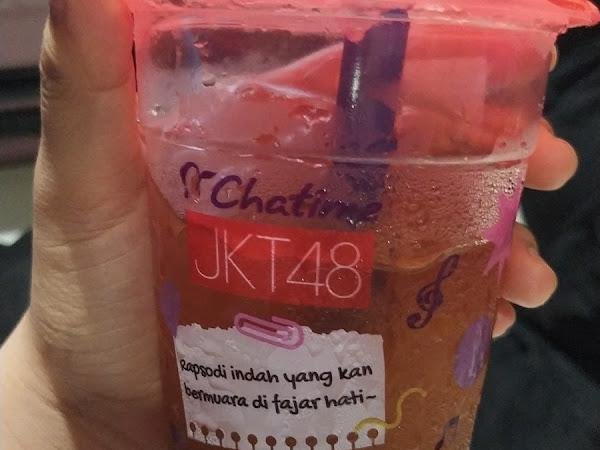 Chatime
JKT48
Rapsodi indah yang kan
bermuara di fajar hati~